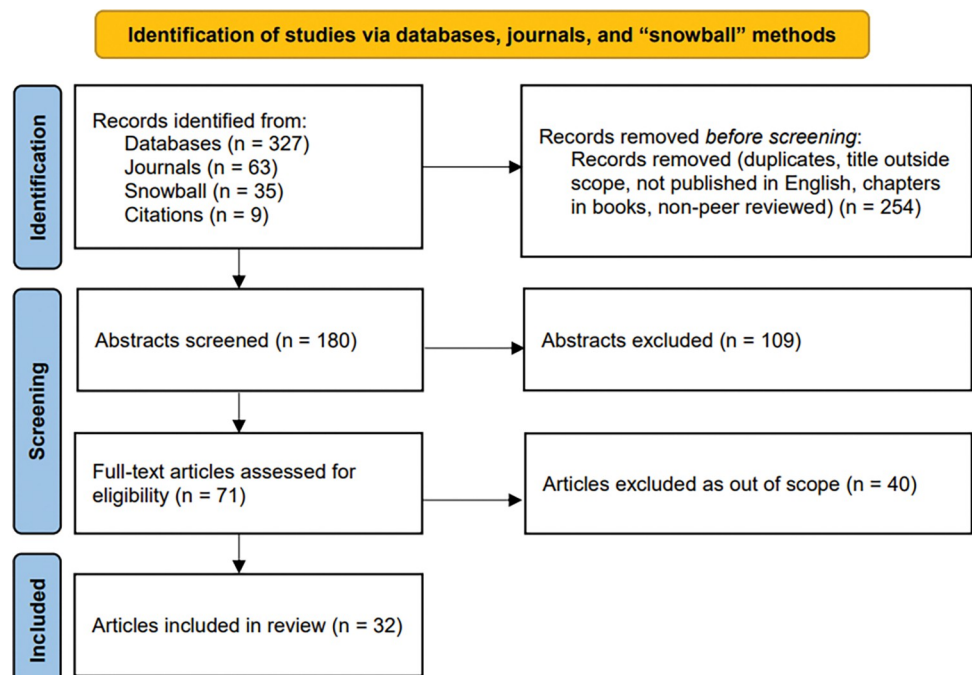 Identification of studies via databases, journals, and “snowball” methods
Identification
Records identified from:
Databases (n = 327)
Journals (n = 63)
Snowball (n = 35)
Citations (n = 9)
Records removed before screening:
Records removed (duplicates, title outside
scope, not published in English, chapters
in books, non-peer reviewed) (n = 254)
Screening
Abstracts screened (n = 180)
Abstracts excluded (n = 109)
Full-text articles assessed for
eligibility (n = 71)
Articles excluded as out of scope (n = 40)
Included
Articles included in review (n = 32)